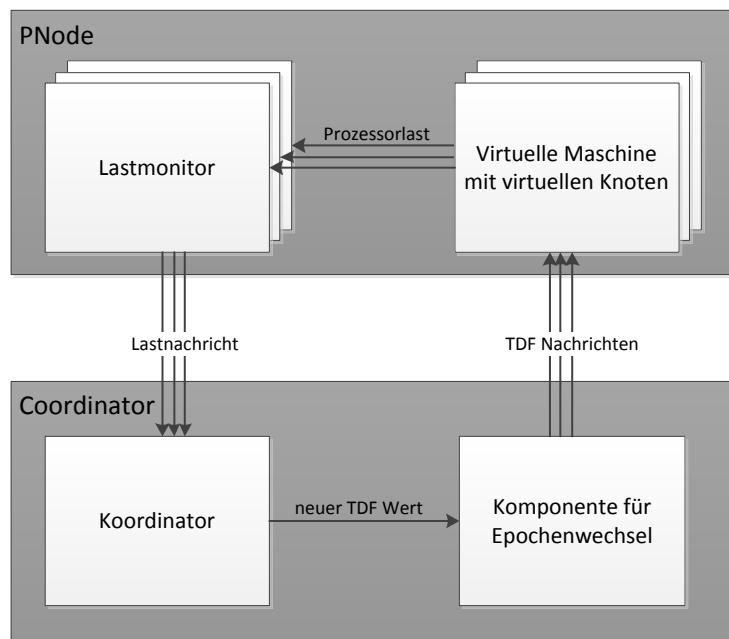 PNode
Prozessorlast
Lastmonitor
Virtuelle Maschine
mit virtuellen Knoten
Lastnachricht
TDF Nachrichten
Coordinator
Koordinator
neuer TDF Wert
Komponente für
Epochenwechsel